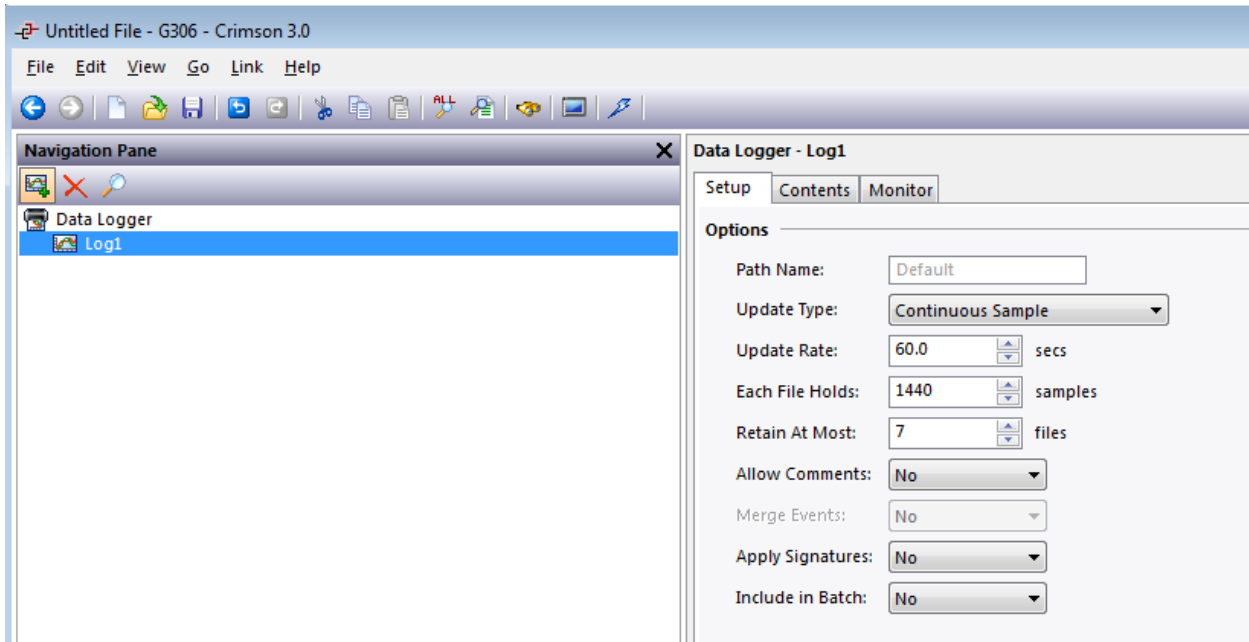 Untitled File - G306 - Crimson 3.0
File Edit View Go Link Help
ALL
Navigation Pane
Data Logger
Log1
Data Logger - Log1
Setup Contents Monitor
Options
Path Name: Default
Update Type: Continuous Sample
Update Rate: 60.0 secs
Each File Holds: 1440 samples
Retain At Most: 7 files
Allow Comments: No
Merge Events: No
Apply Signatures: No
Include in Batch: No